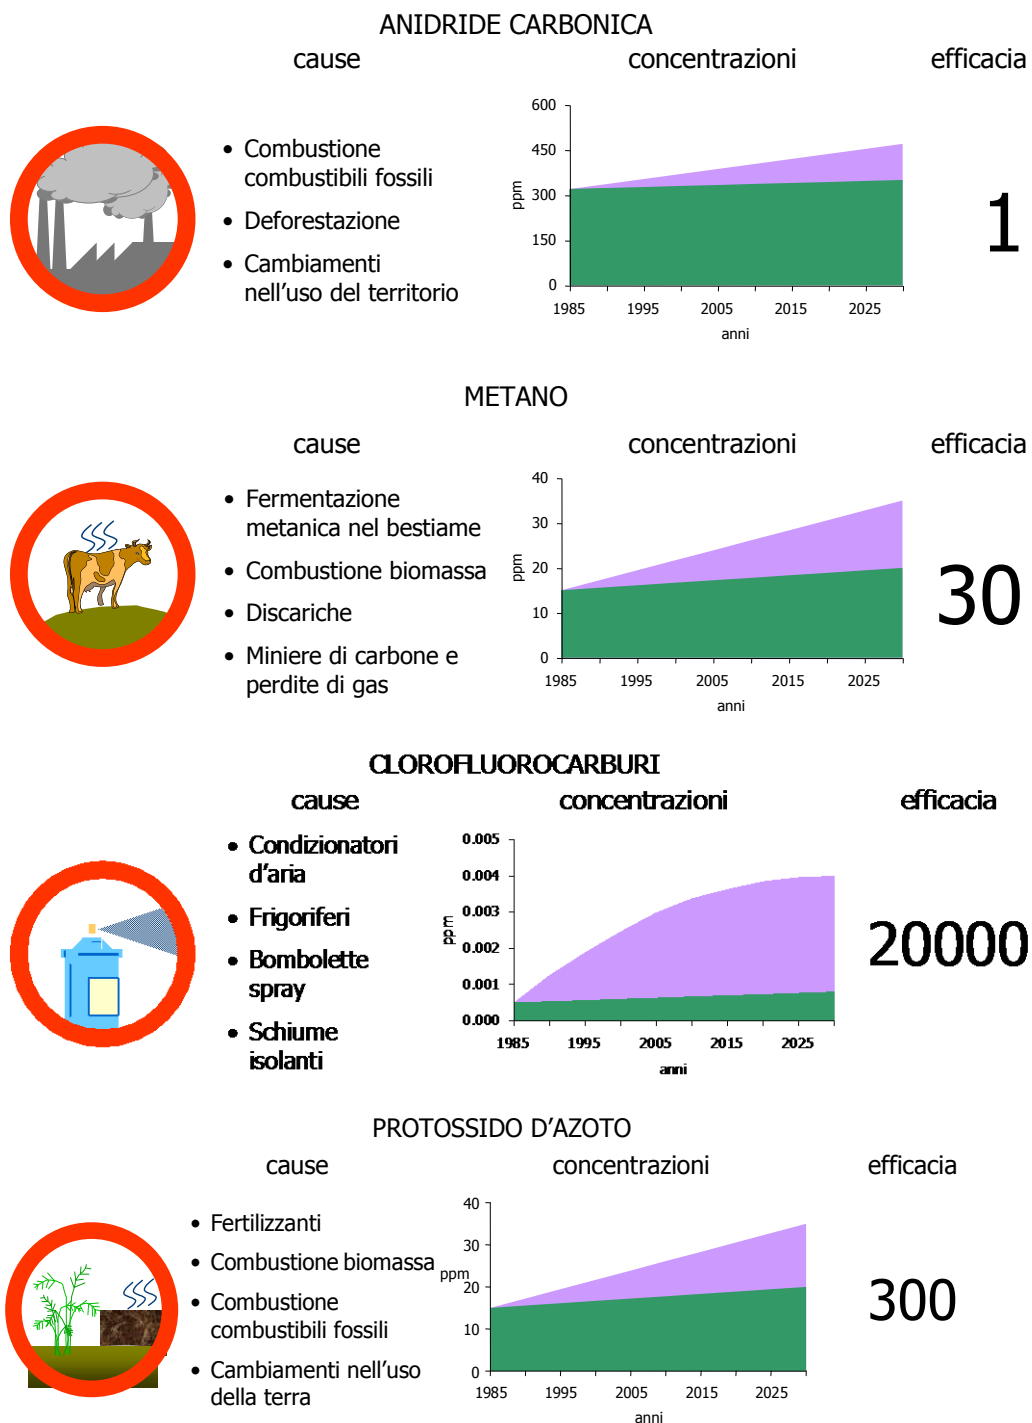 ANIDRIDE CARBONICA
cause
concentrazioni
efficacia
• Combustione
combustibili fossili
• Deforestazione
• Cambiamenti
nell'uso del territorio
600
450
300
150
0
ppm
1985 1995 2005 2015 2025
anni
1
METANO
cause
concentrazioni
efficacia
• Fermentazione
metanica nel bestiame
• Combustione biomassa
• Discariche
• Miniere di carbone e
perdite di gas
40
30
20
10
0
ppm
1985 1995 2005 2015 2025
anni
30
CLOROFLUOROCARBURI
cause
concentrazioni
efficacia
• Condizionatori
d'aria
• Frigoriferi
• Bombolette
spray
• Schiume
isolanti
0.005
0.004
0.003
0.002
0.001
0.000
ppm
1985 1995 2005 2015 2025
anni
20000
PROTOSSIDO D'AZOTO
cause
concentrazioni
efficacia
• Fertilizzanti
• Combustione biomassa
• Combustione
combustibili fossili
• Cambiamenti nell'uso
della terra
40
30
ppm
20
10
0
1985 1995 2005 2015 2025
anni
300